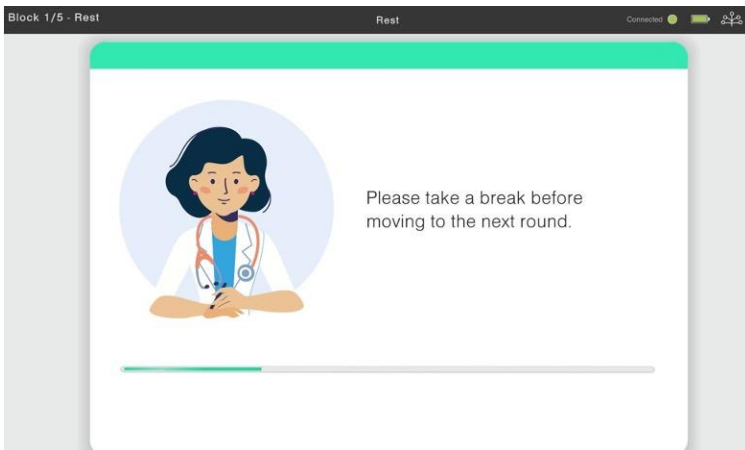 Block 1/5 - Rest
Rest
Connected
Please take a break before
moving to the next round.